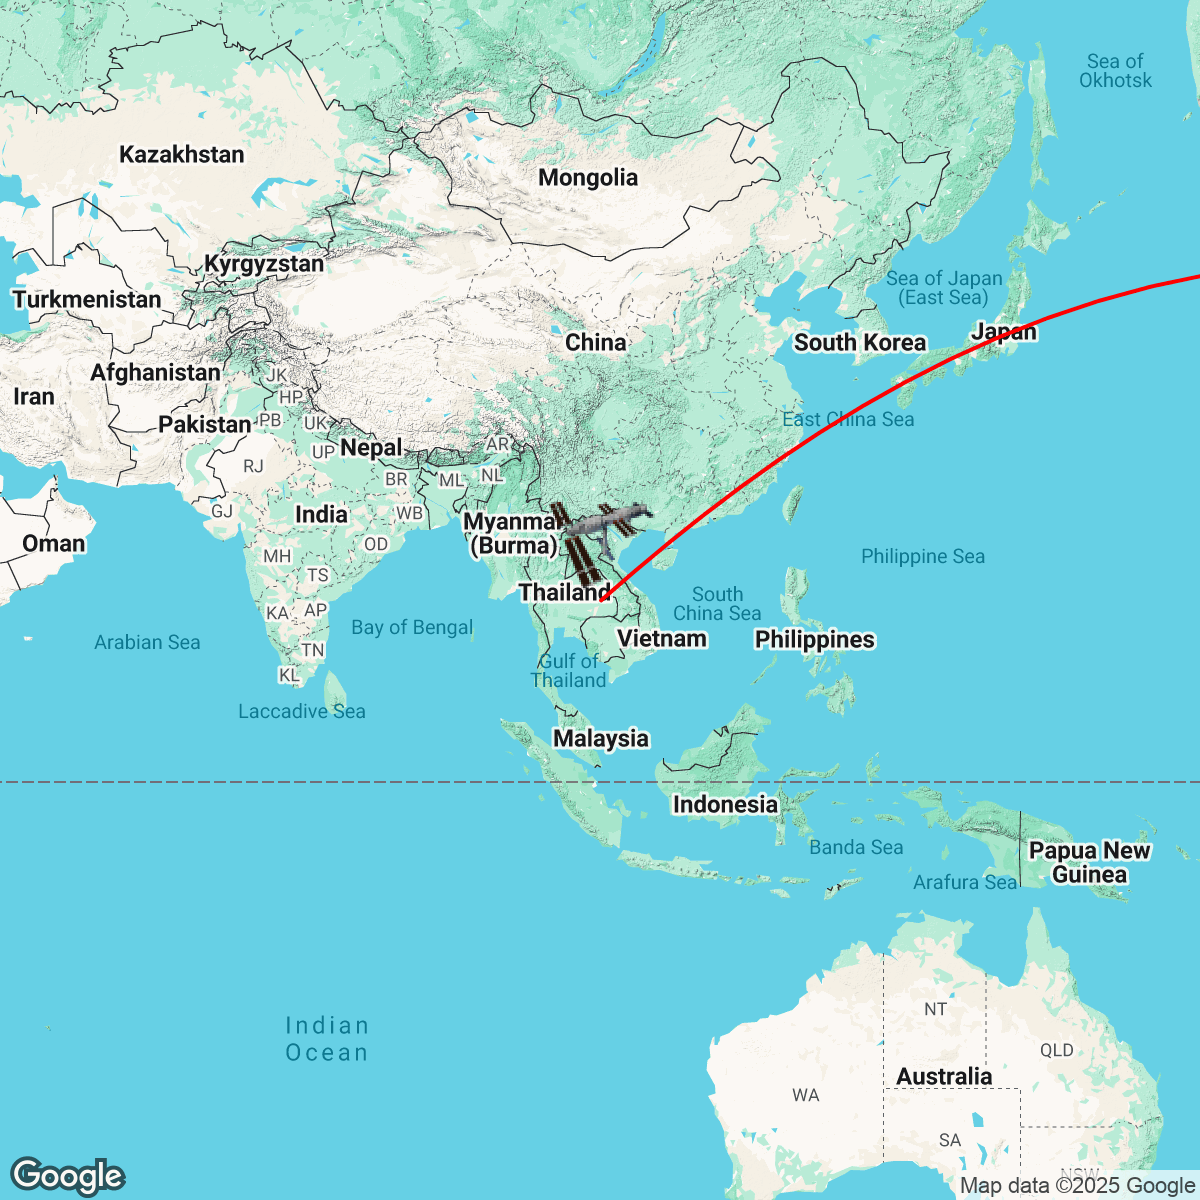 Sea of
Okhotsk
Kazakhstan
Mongolia
Kyrgyzstan
Sea of Japan
(East Sea)
Turkmenistan
Japan
China
South Korea
Afghanistan
JK
Iran
HP
Pakistan
PB
UK
East China Sea
Nepal
AR
UP
RJ
BR
ML
NL
GJ
India
WB
Myanmar
(Burma)
Oman
OD
MH
Philippine Sea
TS
Thailand
South
China Sea
KA
AP
Arabian Sea
Bay of Bengal
Vietnam
Philippines
TN
Gulf of
Thailand
KL
Laccadive Sea
Malaysia
Indonesia
Banda Sea
Papua New
Guinea
Arafura Sea
NT
Indian
Ocean
QLD
Australia
WA
SA
NSW
Google
Map data ©2025 Google